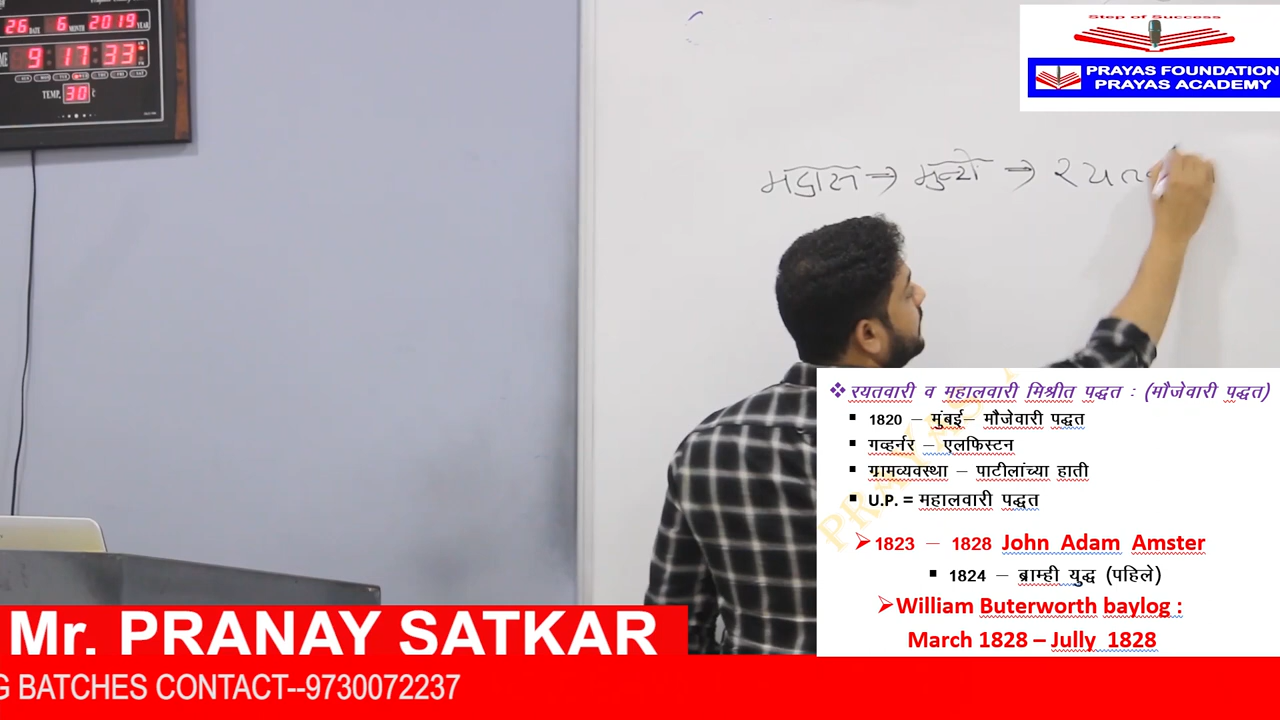 26 DATE 6 MONTH 2019 YEAR
9:17:33
TEMP. 30 c
Step of Success
PRAYAS FOUNDATION
PRAYAS ACADEMY
मद्रास → मुन्रो → रयत
❖ रयतवारी व महालवारी मिश्रीत पद्धत : (मौजेवारी पद्धत)
▪ 1820 – मुंबई– मौजेवारी पद्धत
▪ गव्हर्नर – एलफिस्टन
▪ ग्रामव्यवस्था – पाटीलांच्या हाती
▪ U.P. = महालवारी पद्धत
➢ 1823 – 1828 John Adam Amster
▪ 1824 – ब्राम्ही युद्ध (पहिले)
➢ William Buterworth baylog :
March 1828 – Jully 1828
Mr. PRANAY SATKAR
G BATCHES CONTACT--9730072237